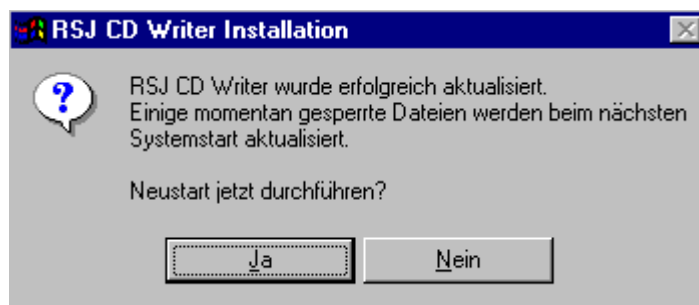 RSJ CD Writer Installation
RSJ CD Writer wurde erfolgreich aktualisiert.
Einige momentan gesperrte Dateien werden beim nächsten
Systemstart aktualisiert.
Neustart jetzt durchführen?
Ja
Nein